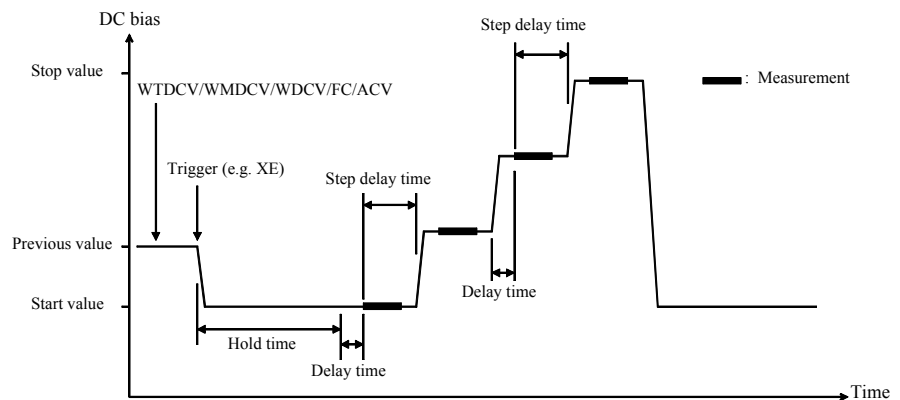 DC bias
Step delay time
Stop value
: Measurement
WTDCV/WMDCV/WDCV/FC/ACV
Trigger (e.g. XE)
Step delay time
Previous value
Delay time
Start value
Hold time
Delay time
Time